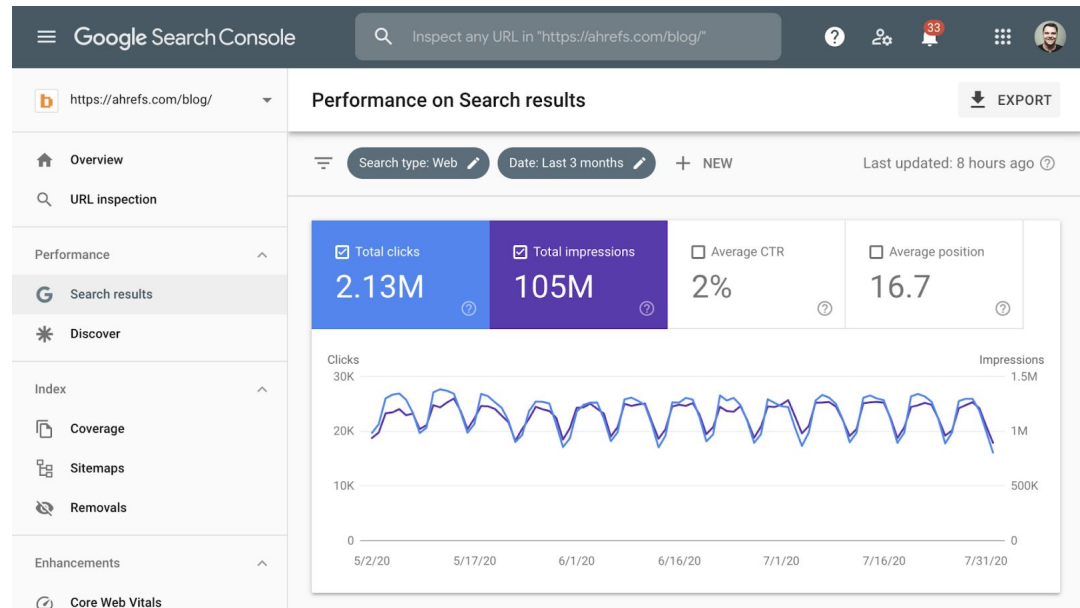 Google Search Console
Inspect any URL in "https://ahrefs.com/blog/"
33
https://ahrefs.com/blog/
Performance on Search results
EXPORT
Overview
URL inspection
Performance
Search results
Discover
Index
Coverage
Sitemaps
Removals
Enhancements
Core Web Vitals
Search type: Web
Date: Last 3 months
NEW
Last updated: 8 hours ago
Total clicks
2.13M
Total impressions
105M
Average CTR
2%
Average position
16.7
Clicks
Impressions
30K
1.5M
20K
1M
10K
500K
0
0
5/2/20
5/17/20
6/1/20
6/16/20
7/1/20
7/16/20
7/31/20